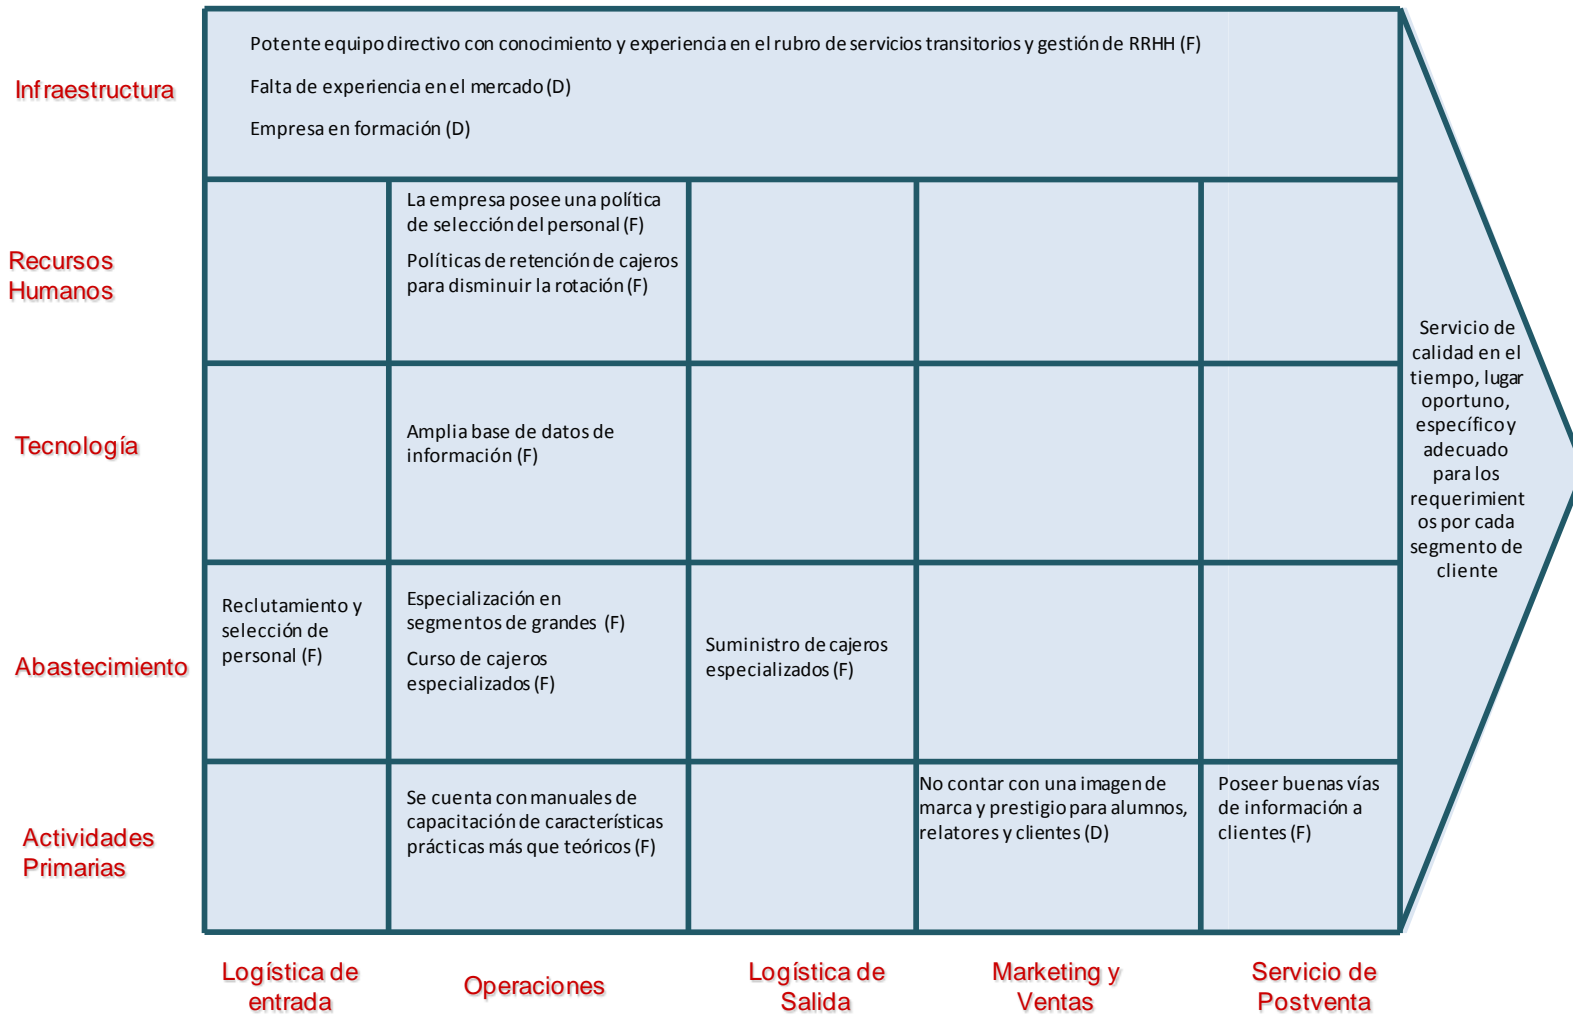 Infraestructura
Potente equipo directivo con conocimiento y experiencia en el rubro de servicios transitorios y gestión de RRHH (F)
Falta de experiencia en el mercado (D)
Empresa en formación (D)
Recursos
Humanos
La empresa posee una política
de selección del personal (F)
Políticas de retención de cajeros
para disminuir la rotación (F)
Tecnología
Amplia base de datos de
información (F)
Abastecimiento
Reclutamiento y
selección de
personal (F)
Especialización en
segmentos de grandes (F)
Curso de cajeros
especializados (F)
Suministro de cajeros
especializados (F)
Actividades
Primarias
Se cuenta con manuales de
capacitación de características
prácticas más que teóricos (F)
No contar con una imagen de
marca y prestigio para alumnos,
relatores y clientes (D)
Poseer buenas vías
de información a
clientes (F)
Servicio de
calidad en el
tiempo, lugar
oportuno,
específico y
adecuado
para los
requerimient
os por cada
segmento de
cliente
Logística de
entrada
Operaciones
Logística de
Salida
Marketing y
Ventas
Servicio de
Postventa